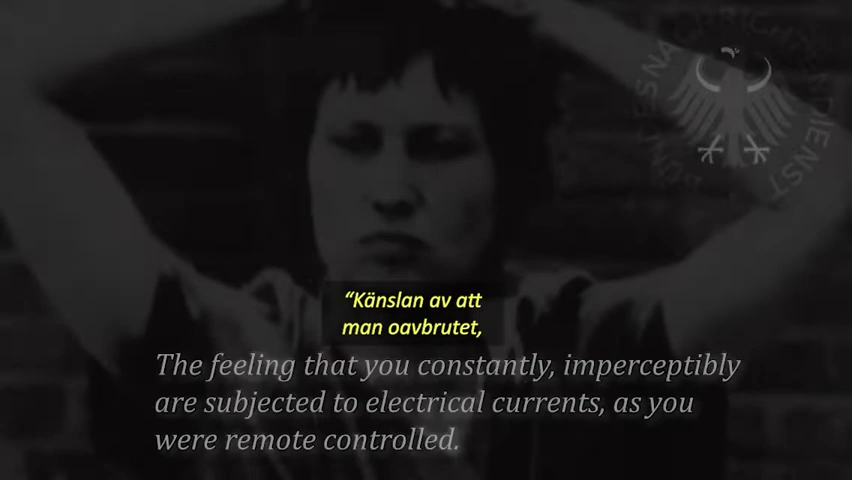 BUNDESNACHRICHTENDIENST
“Känslan av att
man oavbrutet,
The feeling that you constantly, imperceptibly
are subjected to electrical currents, as you
were remote controlled.